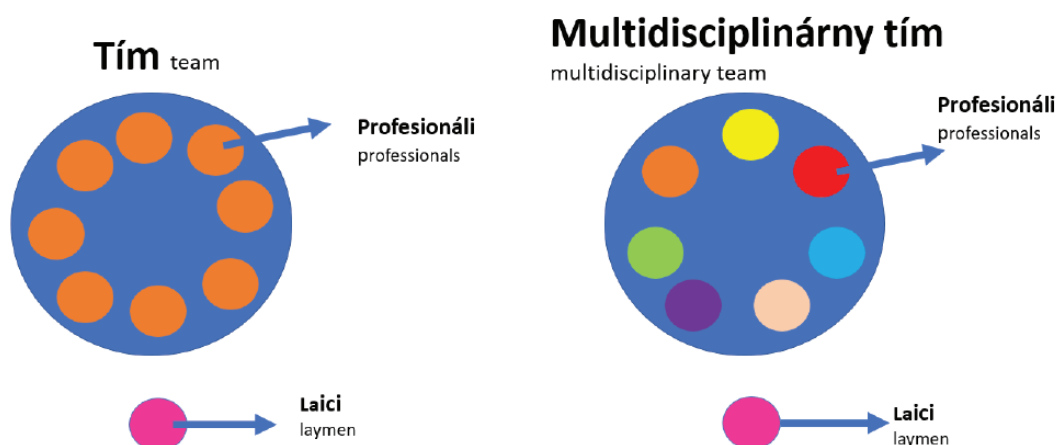 Tím team
Profesionáli
professionals
Laici
laymen
Multidisciplinárny tím
multidisciplinary team
Profesionáli
professionals
Laici
laymen